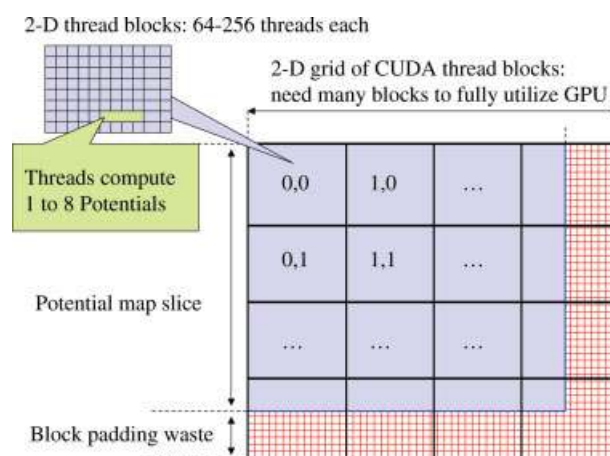 2-D thread blocks: 64-256 threads each
2-D grid of CUDA thread blocks:
need many blocks to fully utilize GPU
Threads compute
1 to 8 Potentials
0,0 1,0 ...
0,1 1,1 ...
Potential map slice
... ... ...
Block padding waste